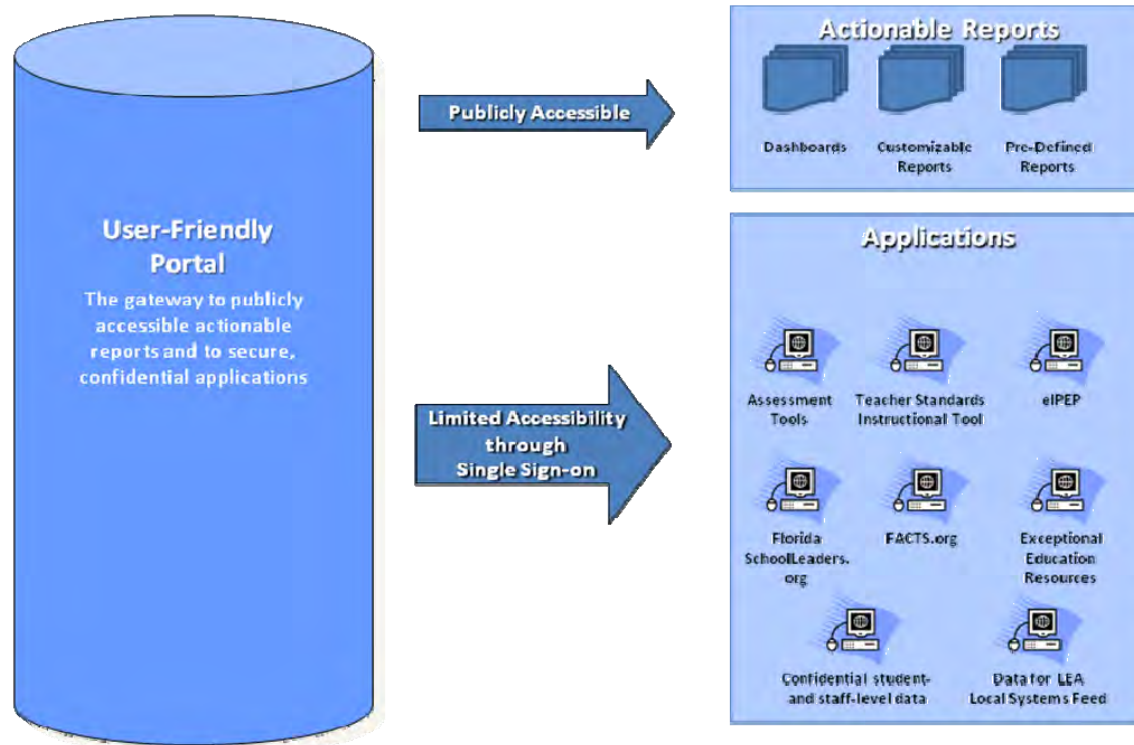 User-Friendly
Portal
The gateway to publicly
accessible actionable
reports and to secure,
confidential applications
Publicly Accessible
Limited Accessibility
through
Single Sign-on
Actionable Reports
Dashboards
Customizable
Reports
Pre-Defined
Reports
Applications
Assessment
Tools
Teacher Standards
Instructional Tool
eIPEP
Florida
SchoolLeaders.
org
FACTS.org
Exceptional
Education
Resources
Confidential student-
and staff-level data
Data for LEA
Local Systems Feed